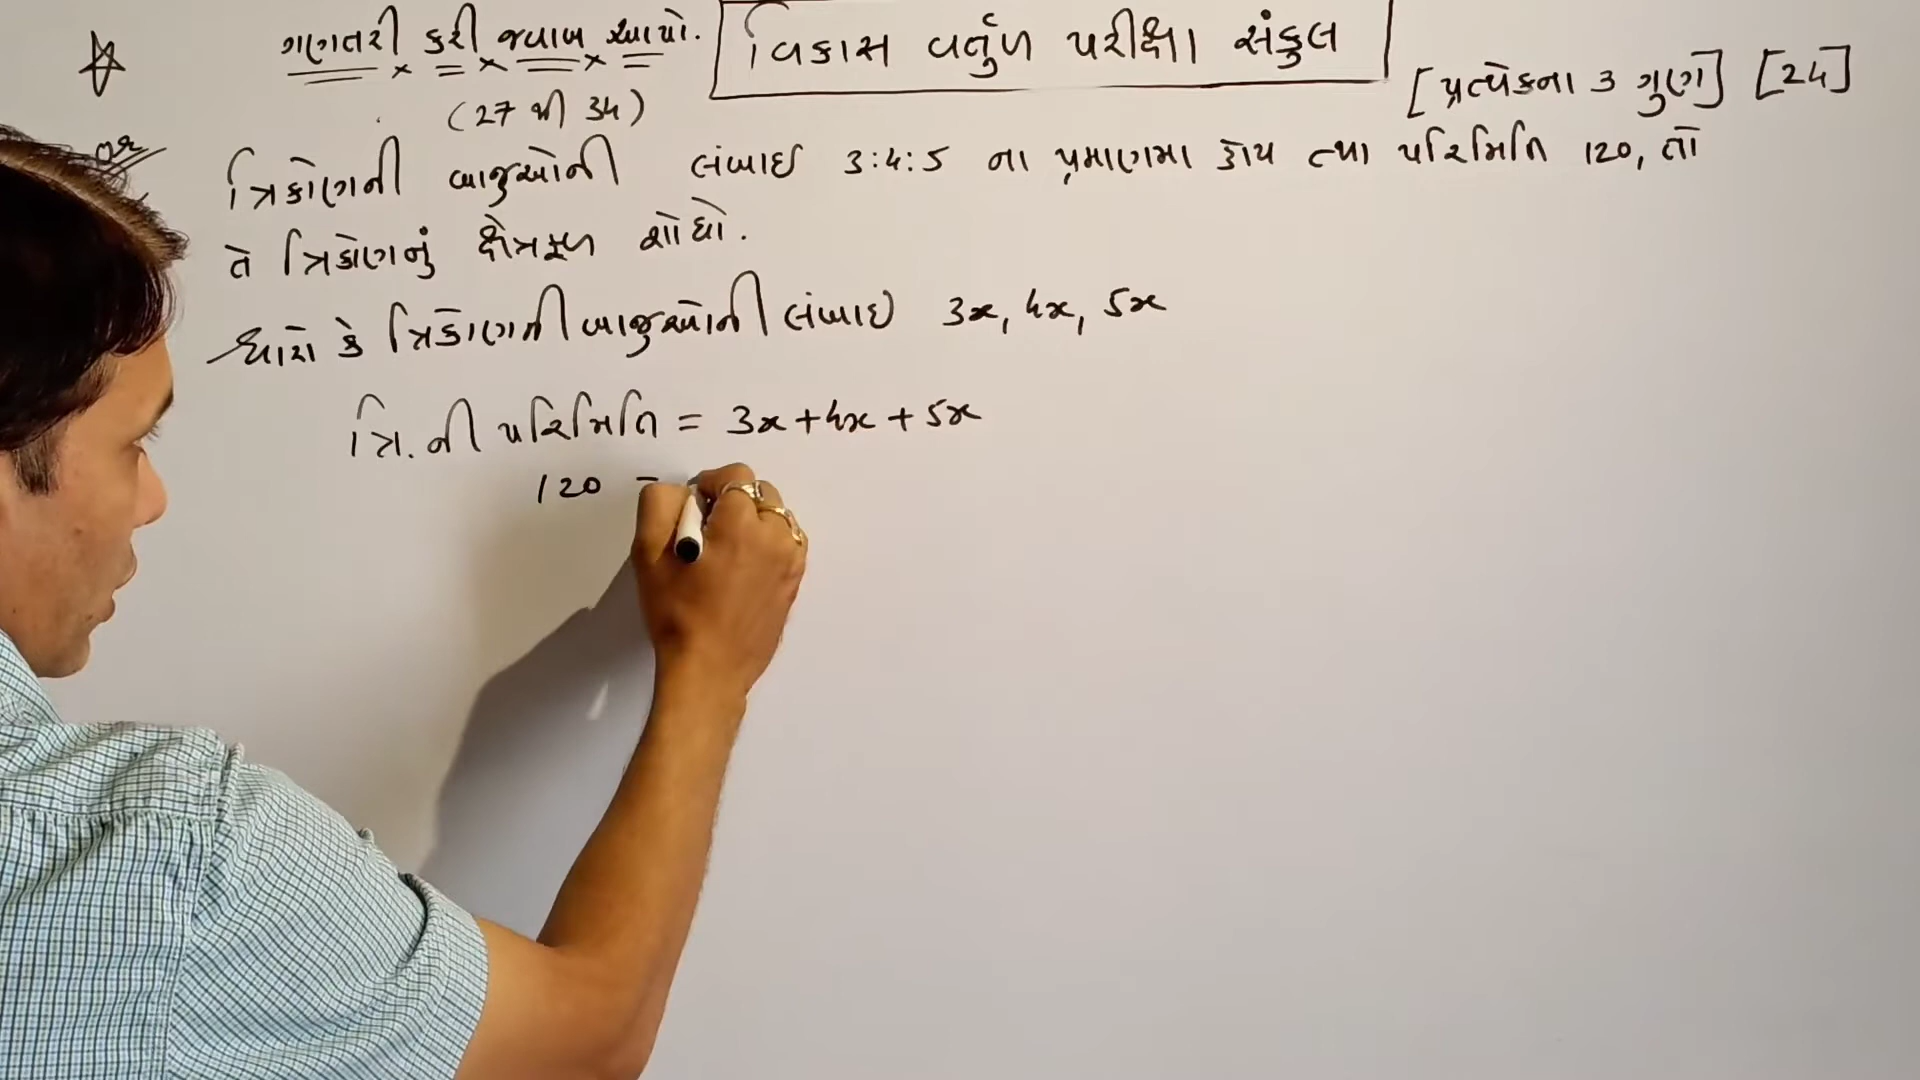 ગણતરી કરી જવાબ આપો.
વિકાસ વર્તુળ પરીક્ષા સંકુલ
(27 થી 34)
[પ્રત્યેકના 3 ગુણ] [24]
OR
ત્રિકોણની બાજુઓની લંબાઇ 3:4:5 ના પ્રમાણમા હોય ત્થા પરિમિતિ 120, તો
તે ત્રિકોણનું ક્ષેત્રફળ શોધો.
ધારો કે ત્રિકોણની બાજુઓની લંબાઇ 3x, 4x, 5x
ત્રિ. ની પરિમિતિ = 3x + 4x + 5x
120 =